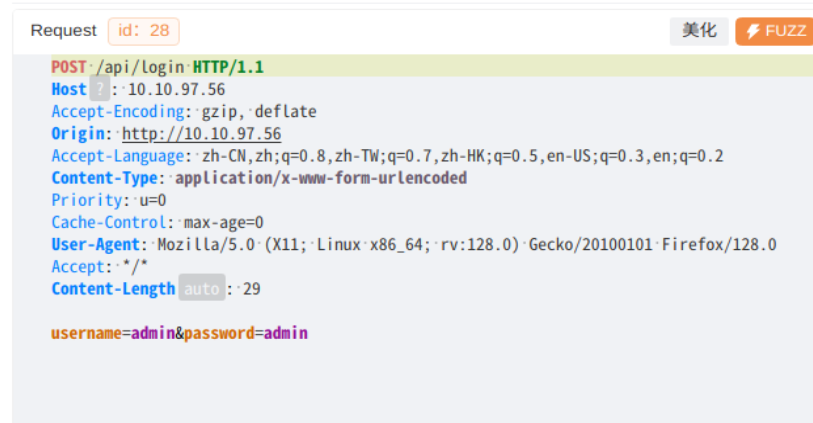 Request id: 28 美化 FUZZ
POST /api/login HTTP/1.1
Host ? : 10.10.97.56
Accept-Encoding: gzip, deflate
Origin: http://10.10.97.56
Accept-Language: zh-CN,zh;q=0.8,zh-TW;q=0.7,zh-HK;q=0.5,en-US;q=0.3,en;q=0.2
Content-Type: application/x-www-form-urlencoded
Priority: u=0
Cache-Control: max-age=0
User-Agent: Mozilla/5.0 (X11; Linux x86_64; rv:128.0) Gecko/20100101 Firefox/128.0
Accept: */*
Content-Length auto : 29
username=admin&password=admin